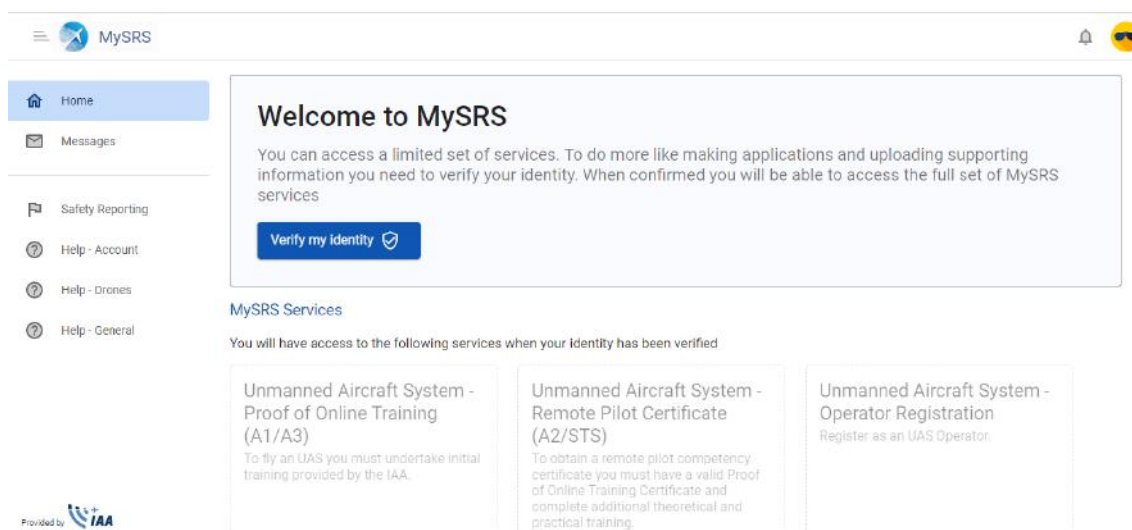 MySRS
Home
Messages
Safety Reporting
Help - Account
Help - Drones
Help - General
Provided by IAA
Welcome to MySRS
You can access a limited set of services. To do more like making applications and uploading supporting
information you need to verify your identity. When confirmed you will be able to access the full set of MySRS
services
Verify my identity
MySRS Services
You will have access to the following services when your identity has been verified
Unmanned Aircraft System -
Proof of Online Training
(A1/A3)
To fly an UAS you must undertake initial
training provided by the IAA.
Unmanned Aircraft System -
Remote Pilot Certificate
(A2/STS)
To obtain a remote pilot competency
certificate you must have a valid Proof
of Online Training Certificate and
complete additional theoretical and
practical training.
Unmanned Aircraft System -
Operator Registration
Register as an UAS Operator.